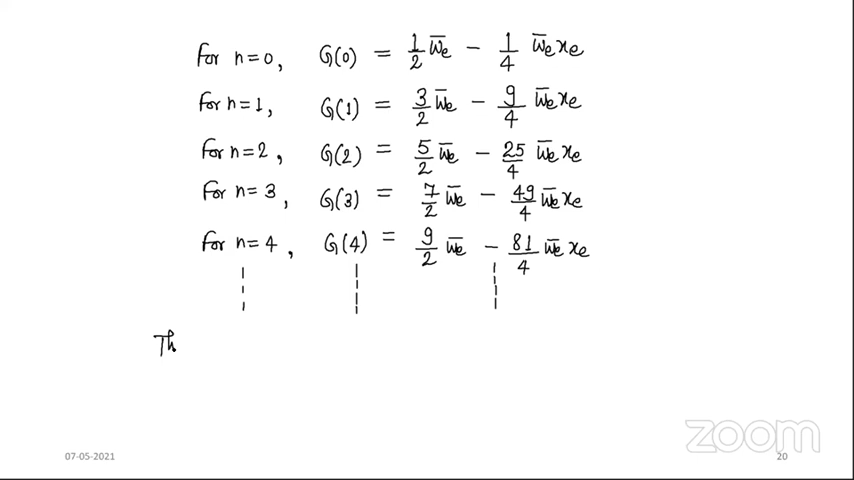 For n=0, G(0) = 1/2 w̄e − 1/4 w̄e xe
For n=1, G(1) = 3/2 w̄e − 9/4 w̄e xe
For n=2, G(2) = 5/2 w̄e − 25/4 w̄e xe
For n=3, G(3) = 7/2 w̄e − 49/4 w̄e xe
For n=4, G(4) = 9/2 w̄e − 81/4 w̄e xe
Th
zoom
07-05-2021 20